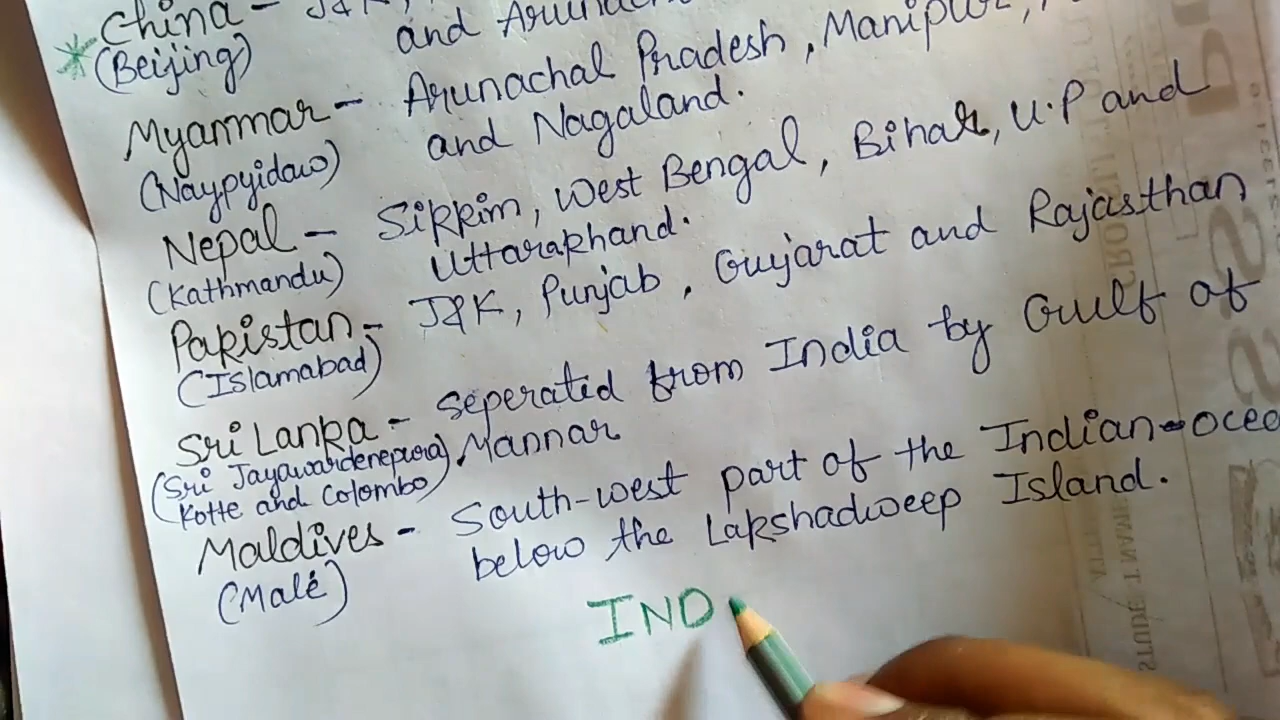 China - J&K,
(Beijing) and
Myanmar - Arunachal Pradesh, Manipur,
(Naypyidaw) and Nagaland.
Nepal - Sikkim, West Bengal, Bihar, U.P and
(Kathmandu) Uttarakhand.
Pakistan - J&K, Punjab, Gujarat and Rajasthan
(Islamabad)
Sri Lanka - seperated from India by Gulf of
(Sri Jayawardenepura Mannar
Kotte and Colombo)
Maldives - South-west part of the Indian-ocea
(Malé) below the Lakshadweep Island.
IND